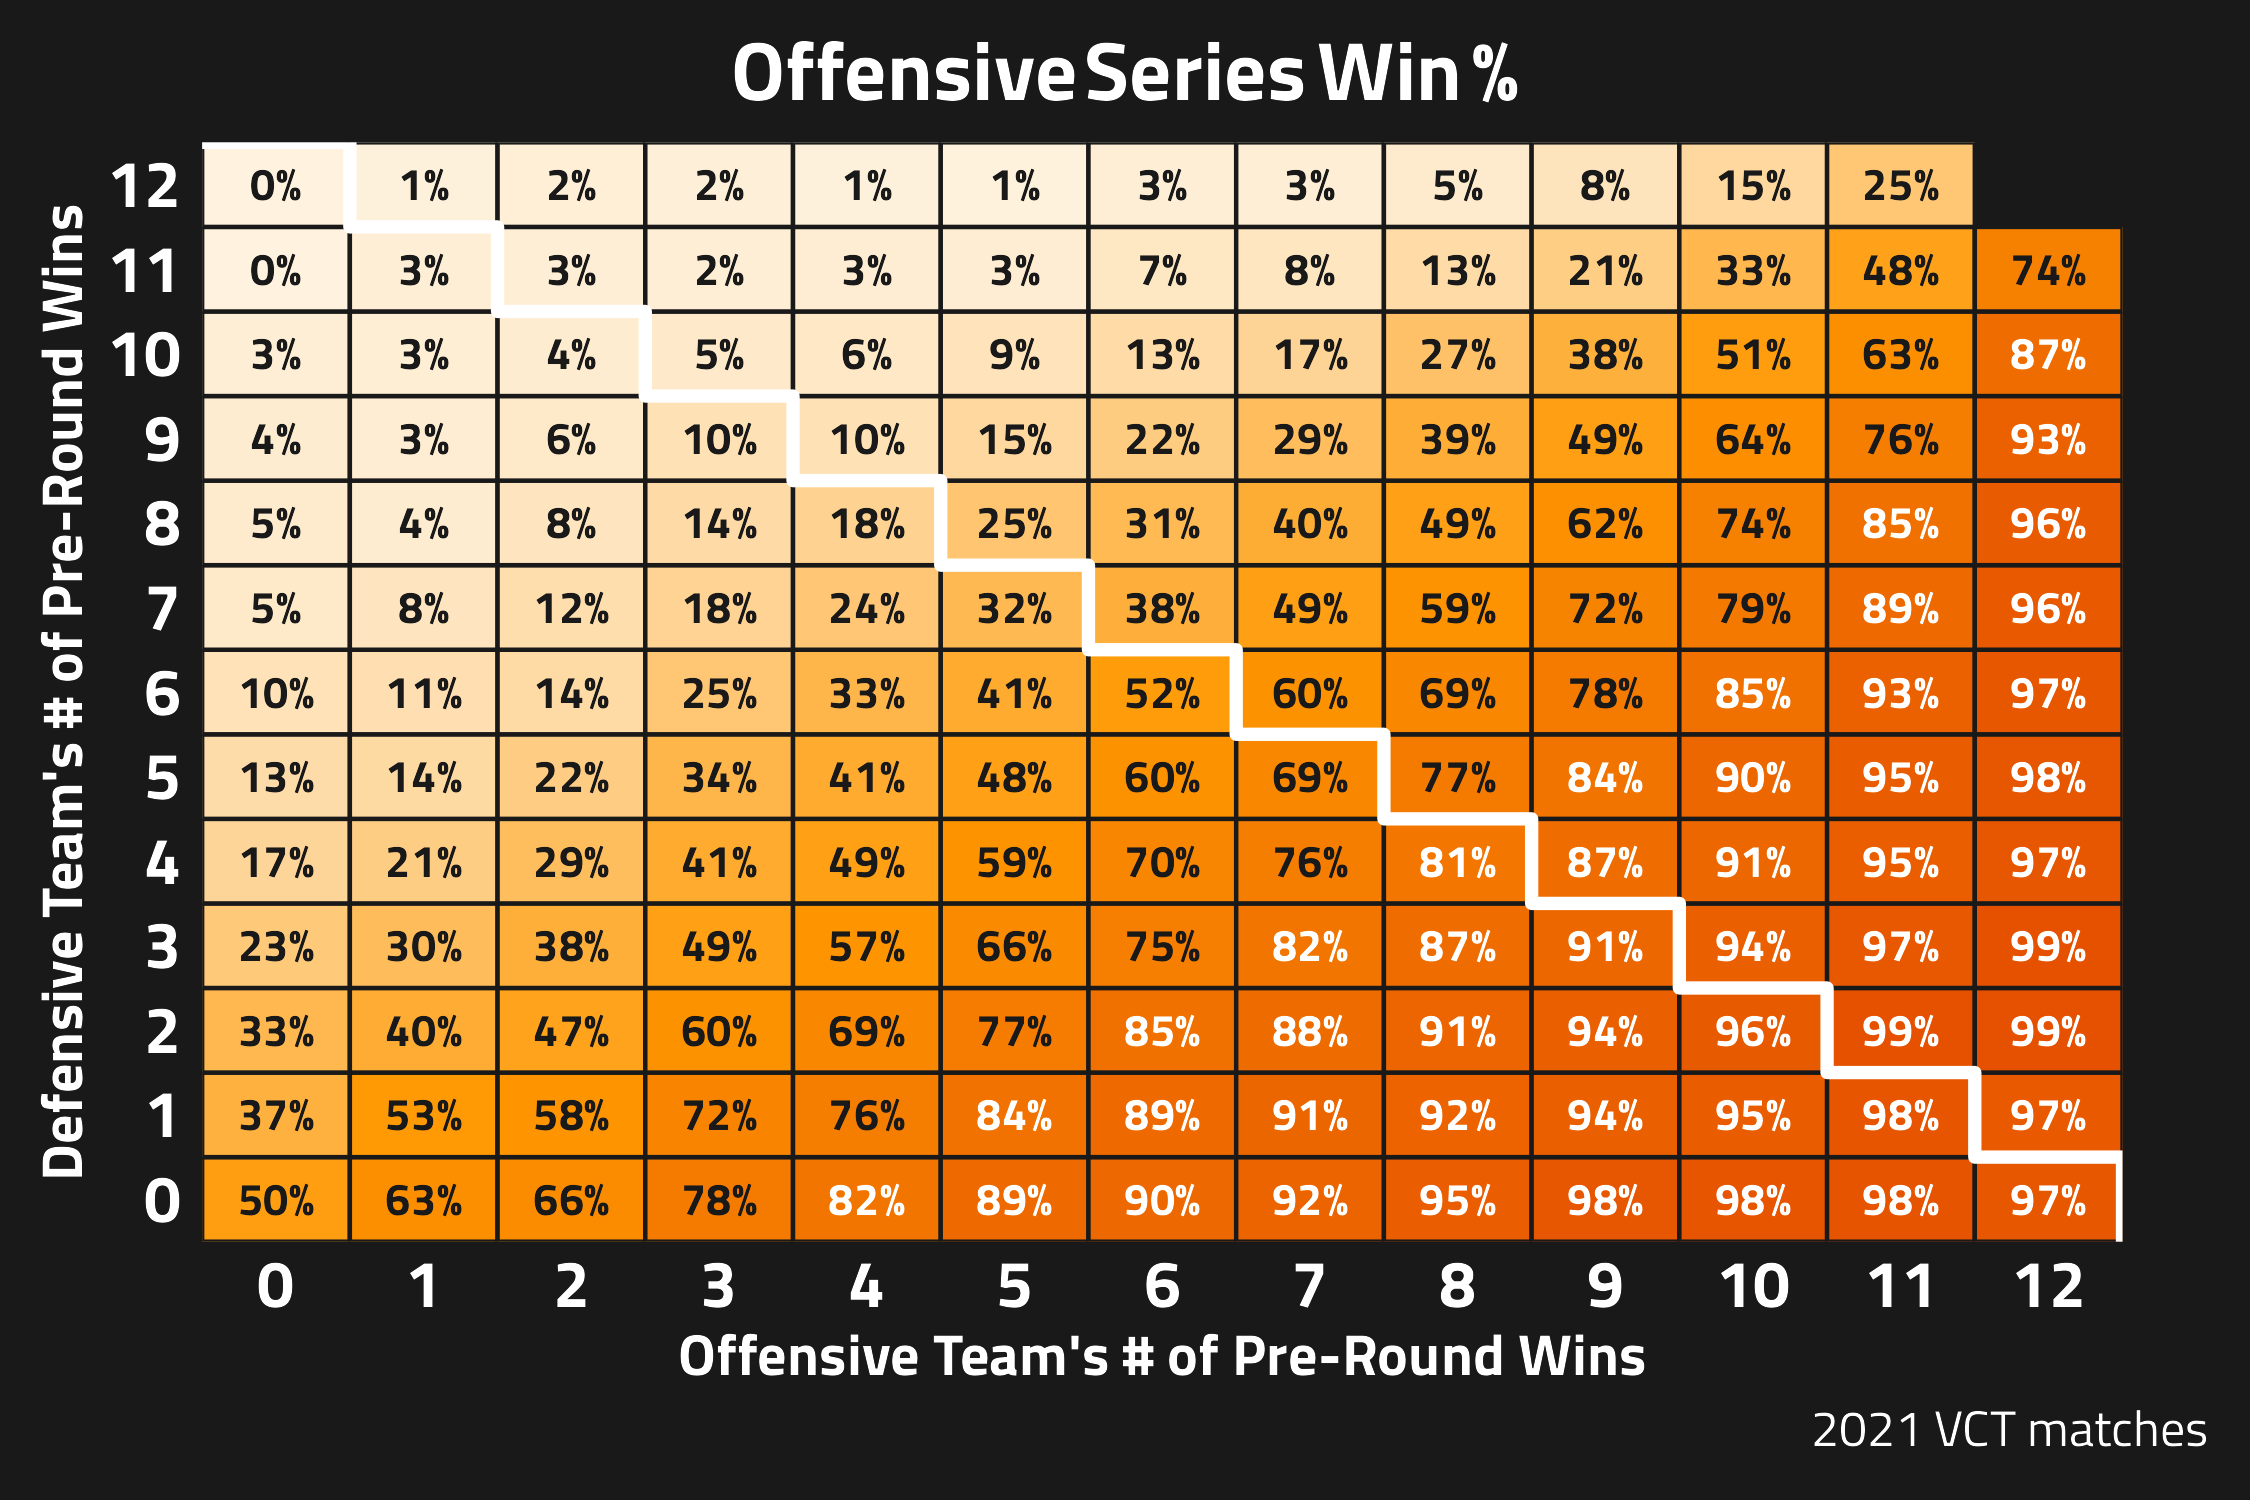 Offensive Series Win %
Defensive Team's # of Pre-Round Wins
12 0% 1% 2% 2% 1% 1% 3% 3% 5% 8% 15% 25%
11 0% 3% 3% 2% 3% 3% 7% 8% 13% 21% 33% 48% 74%
10 3% 3% 4% 5% 6% 9% 13% 17% 27% 38% 51% 63% 87%
9 4% 3% 6% 10% 10% 15% 22% 29% 39% 49% 64% 76% 93%
8 5% 4% 8% 14% 18% 25% 31% 40% 49% 62% 74% 85% 96%
7 5% 8% 12% 18% 24% 32% 38% 49% 59% 72% 79% 89% 96%
6 10% 11% 14% 25% 33% 41% 52% 60% 69% 78% 85% 93% 97%
5 13% 14% 22% 34% 41% 48% 60% 69% 77% 84% 90% 95% 98%
4 17% 21% 29% 41% 49% 59% 70% 76% 81% 87% 91% 95% 97%
3 23% 30% 38% 49% 57% 66% 75% 82% 87% 91% 94% 97% 99%
2 33% 40% 47% 60% 69% 77% 85% 88% 91% 94% 96% 99% 99%
1 37% 53% 58% 72% 76% 84% 89% 91% 92% 94% 95% 98% 97%
0 50% 63% 66% 78% 82% 89% 90% 92% 95% 98% 98% 98% 97%
0 1 2 3 4 5 6 7 8 9 10 11 12
Offensive Team's # of Pre-Round Wins
2021 VCT matches